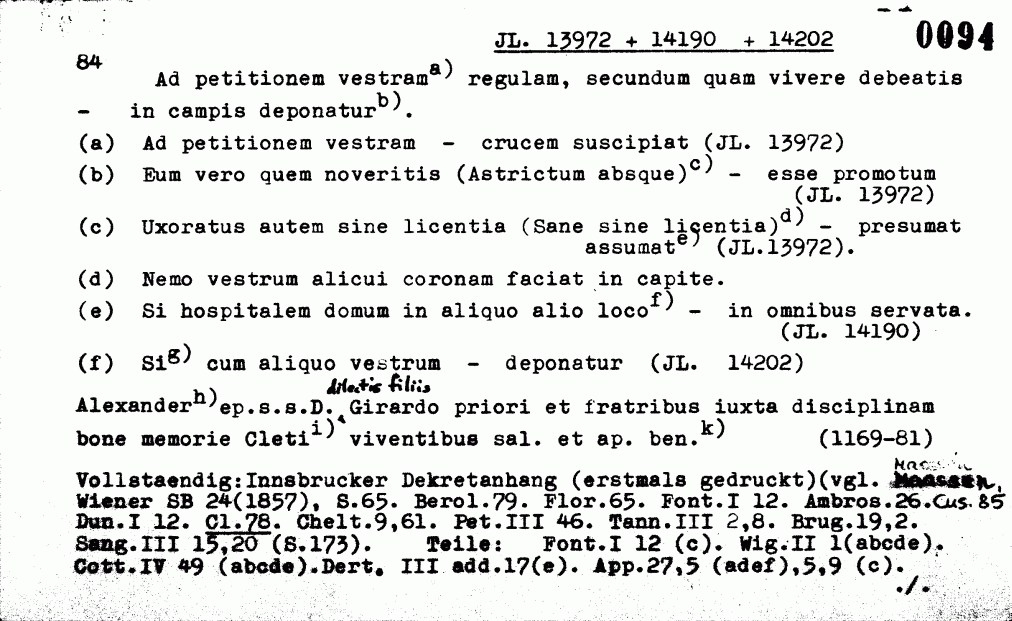 JL. 13972 + 14190 + 14202 0094
84
Ad petitionem vestram a) regulam, secundum quam vivere debeatis
- in campis deponatur b).
(a) Ad petitionem vestram - crucem suscipiat (JL. 13972)
(b) Eum vero quem noveritis (Astrictum absque) c) - esse promotum
(JL. 13972)
(c) Uxoratus autem sine licentia (Sane sine licentia) d) - presumat
assumat e) (JL.13972).
(d) Nemo vestrum alicui coronam faciat in capite.
(e) Si hospitalem domum in aliquo alio loco f) - in omnibus servata.
(JL. 14190)
(f) Si g) cum aliquo vestrum - deponatur (JL. 14202)
dilectis filiis
Alexander h) ep.s.s.D. Girardo priori et fratribus iuxta disciplinam
bone memorie Cleti i) viventibus sal. et ap. ben. k) (1169-81)
Maassen
Vollstaendig: Innsbrucker Dekretanhang (erstmals gedruckt)(vgl. Maassen,
Wiener SB 24(1857), S.65. Berol.79. Flor.65. Font.I 12. Ambros.26. Cus. 85
Dun.I 12. Cl.78. Chelt.9,61. Pet.III 46. Tann.III 2,8. Brug.19,2.
Sang.III 15,20 (S.173). Teile: Font.I 12 (c). Wig.II 1(abcde).
Cott.IV 49 (abcde).Dert. III add.17(e). App.27,5 (adef),5,9 (c).
./.